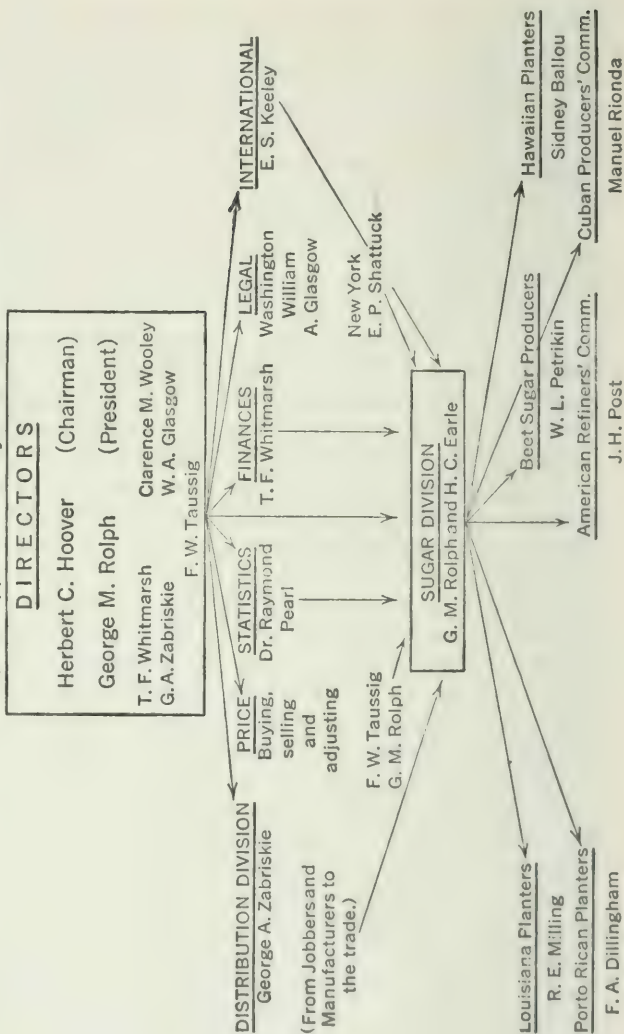 DIRECTORS
Herbert C. Hoover (Chairman)
George M. Rolph (President)
T. F. Whitmarsh Clarence M. Wooley
G. A. Zabriskie W. A. Glasgow
F. W. Taussig
DISTRIBUTION DIVISION
George A. Zabriskie
(From Jobbers and
Manufacturers to
the trade.)
PRICE
Buying,
selling
and
adjusting
F. W. Taussig
G. M. Rolph
STATISTICS
Dr. Raymond
Pearl
FINANCES
T. F. Whitmarsh
LEGAL
Washington
William
A. Glasgow
New York
E. P. Shattuck
INTERNATIONAL
E. S. Keeley
SUGAR DIVISION
G. M. Rolph and H. C. Earle
Louisiana Planters
R. E. Milling
Porto Rican Planters
F. A. Dillingham
American Refiners' Comm.
J. H. Post
Beet Sugar Producers
W. L. Petrikin
Cuban Producers' Comm.
Manuel Rionda
Hawaiian Planters
Sidney Ballou